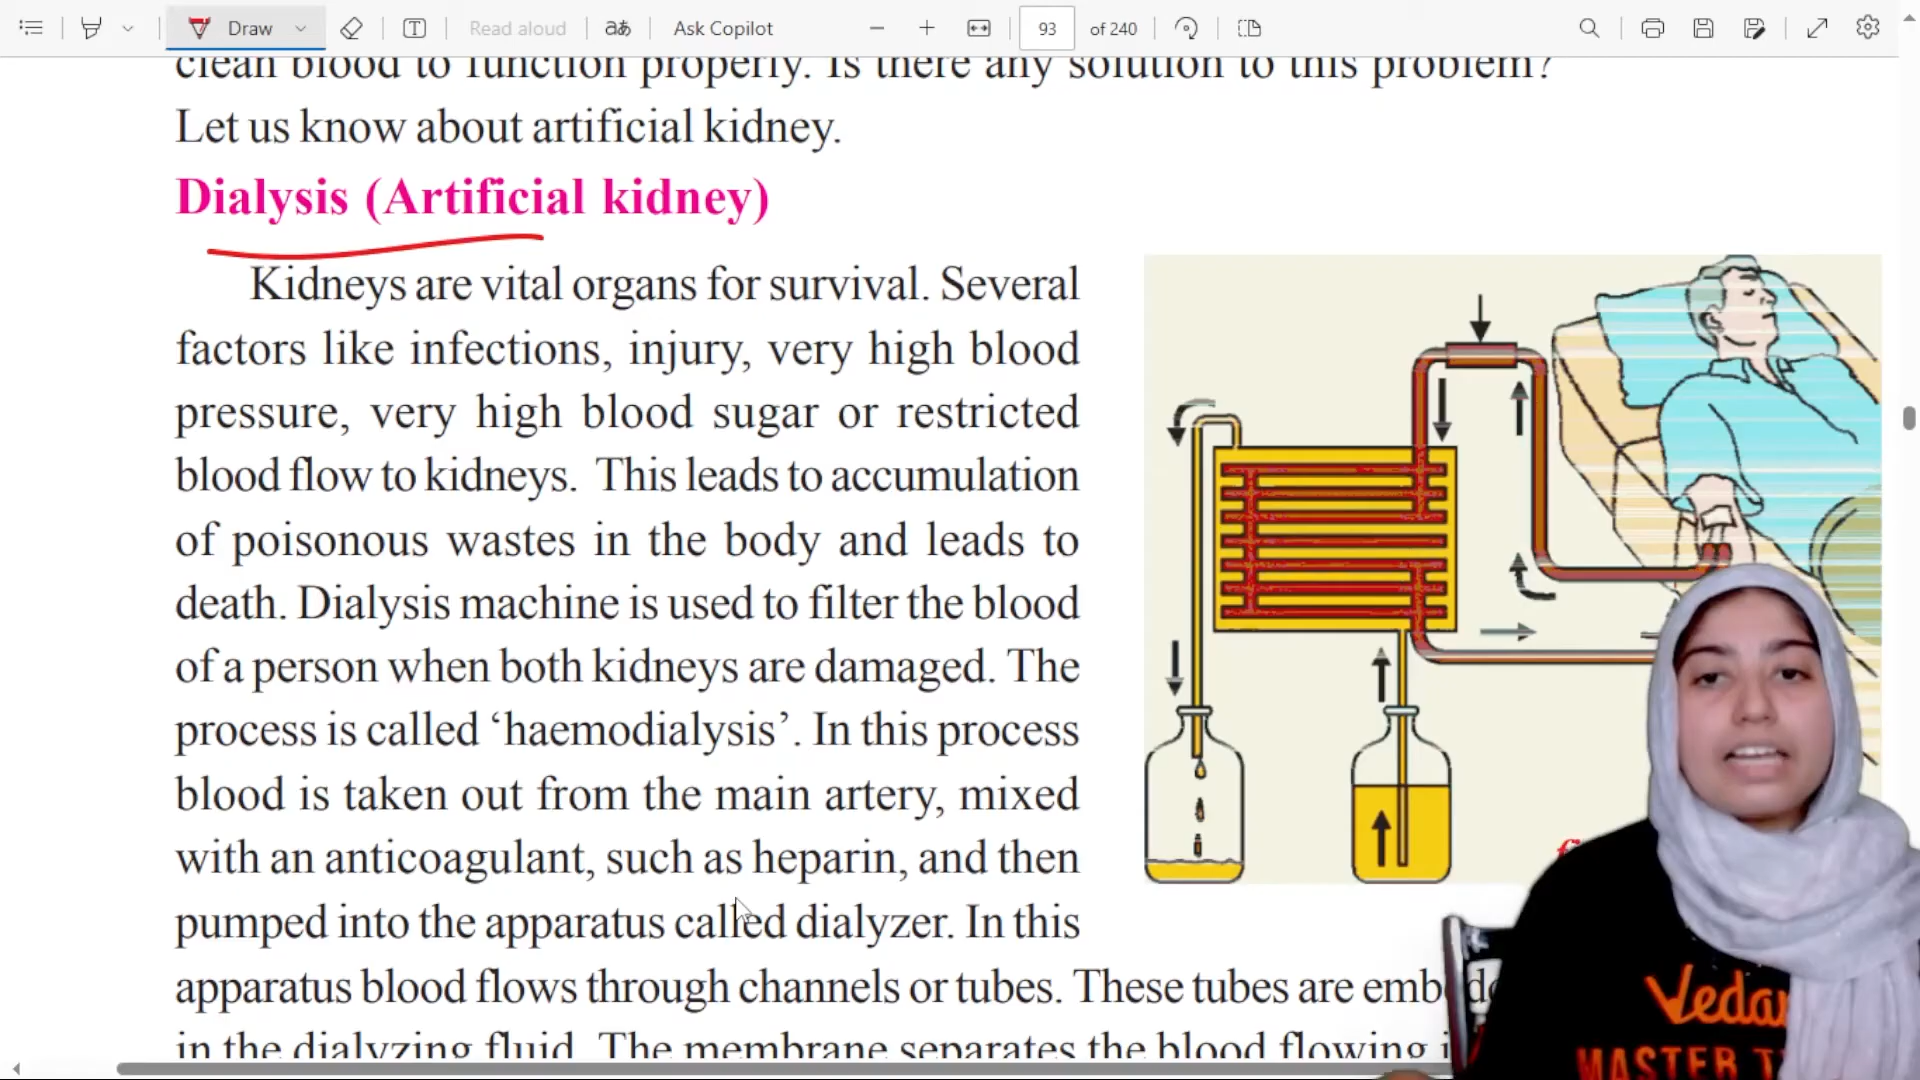 Draw
Read aloud
Ask Copilot
93
of 240
clean blood to function properly. Is there any solution to this problem?
Let us know about artificial kidney.
Dialysis (Artificial kidney)
Kidneys are vital organs for survival. Several
factors like infections, injury, very high blood
pressure, very high blood sugar or restricted
blood flow to kidneys. This leads to accumulation
of poisonous wastes in the body and leads to
death. Dialysis machine is used to filter the blood
of a person when both kidneys are damaged. The
process is called ‘haemodialysis’. In this process
blood is taken out from the main artery, mixed
with an anticoagulant, such as heparin, and then
pumped into the apparatus called dialyzer. In this
apparatus blood flows through channels or tubes. These tubes are
in the dialyzing fluid. The membrane separates the blood flowing
MASTER